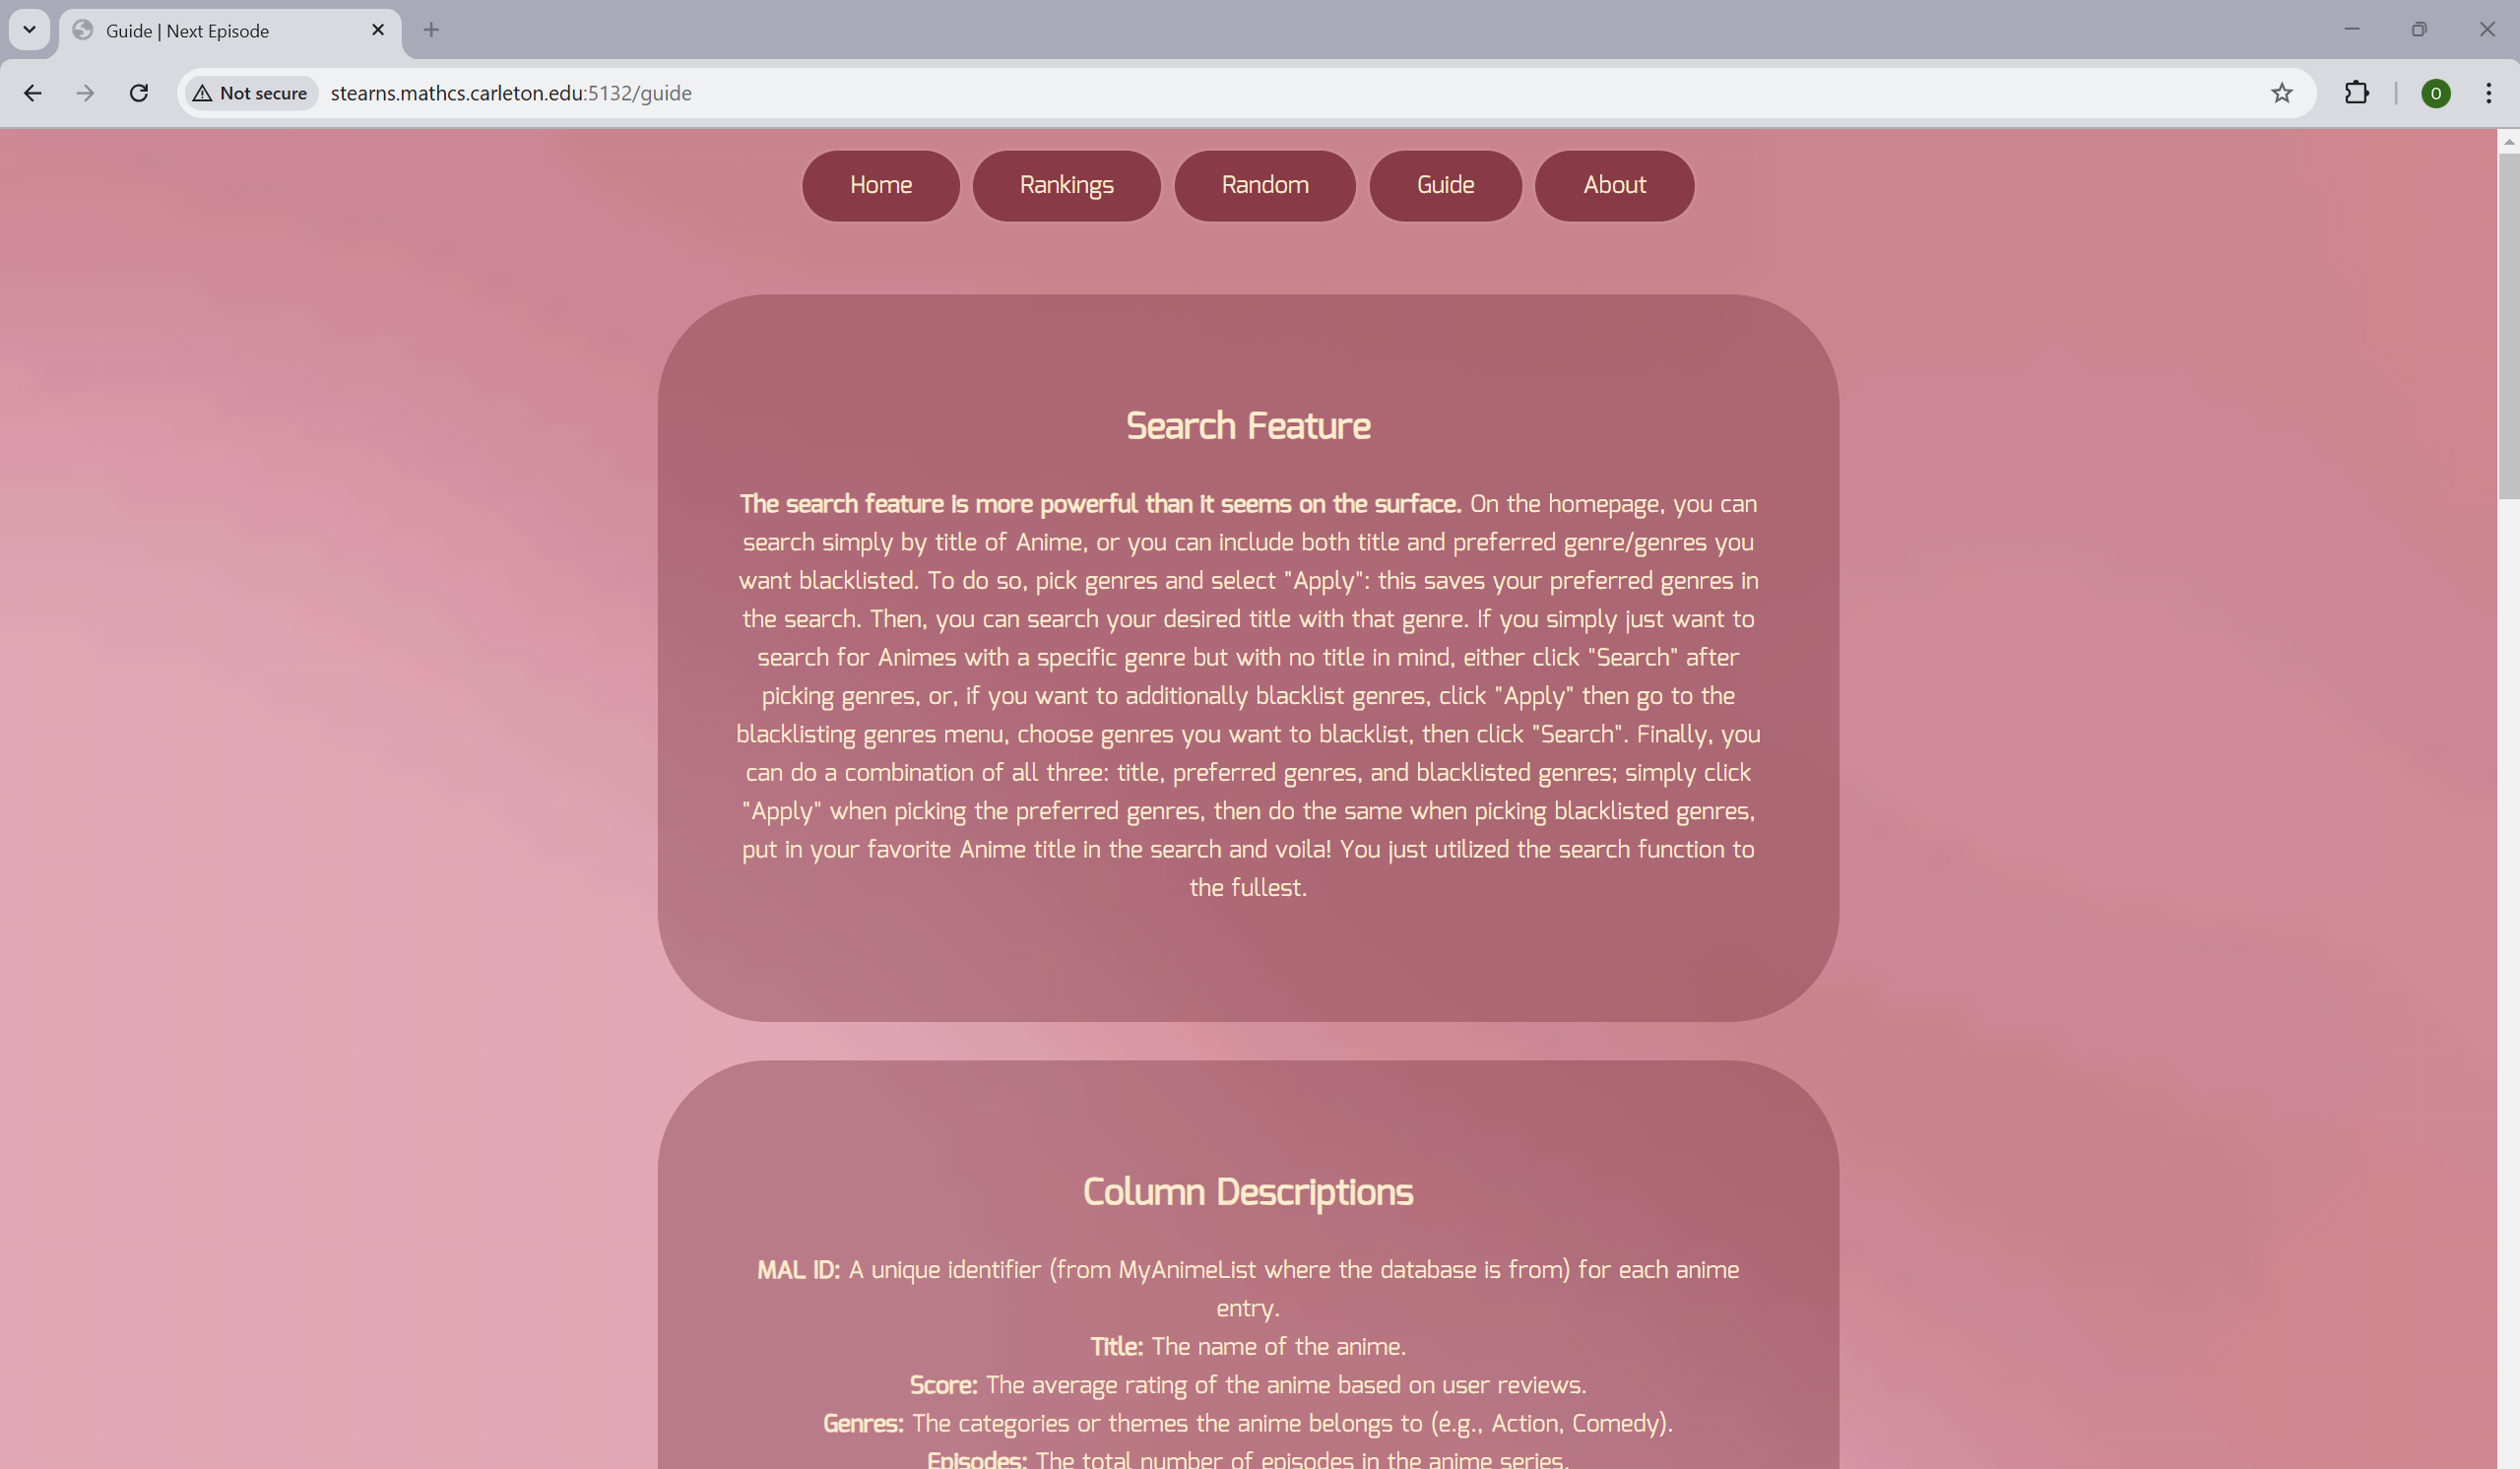 Guide | Next Episode
Not secure
stearns.mathcs.carleton.edu:5132/guide
O
Home
Rankings
Random
Guide
About
Search Feature
The search feature is more powerful than it seems on the surface. On the homepage, you can
search simply by title of Anime, or you can include both title and preferred genre/genres you
want blacklisted. To do so, pick genres and select "Apply": this saves your preferred genres in
the search. Then, you can search your desired title with that genre. If you simply just want to
search for Animes with a specific genre but with no title in mind, either click "Search" after
picking genres, or, if you want to additionally blacklist genres, click "Apply" then go to the
blacklisting genres menu, choose genres you want to blacklist, then click "Search". Finally, you
can do a combination of all three: title, preferred genres, and blacklisted genres; simply click
"Apply" when picking the preferred genres, then do the same when picking blacklisted genres,
put in your favorite Anime title in the search and voila! You just utilized the search function to
the fullest.
Column Descriptions
MAL ID: A unique identifier (from MyAnimeList where the database is from) for each anime
entry.
Title: The name of the anime.
Score: The average rating of the anime based on user reviews.
Genres: The categories or themes the anime belongs to (e.g., Action, Comedy).
Episodes: The total number of episodes in the anime series.